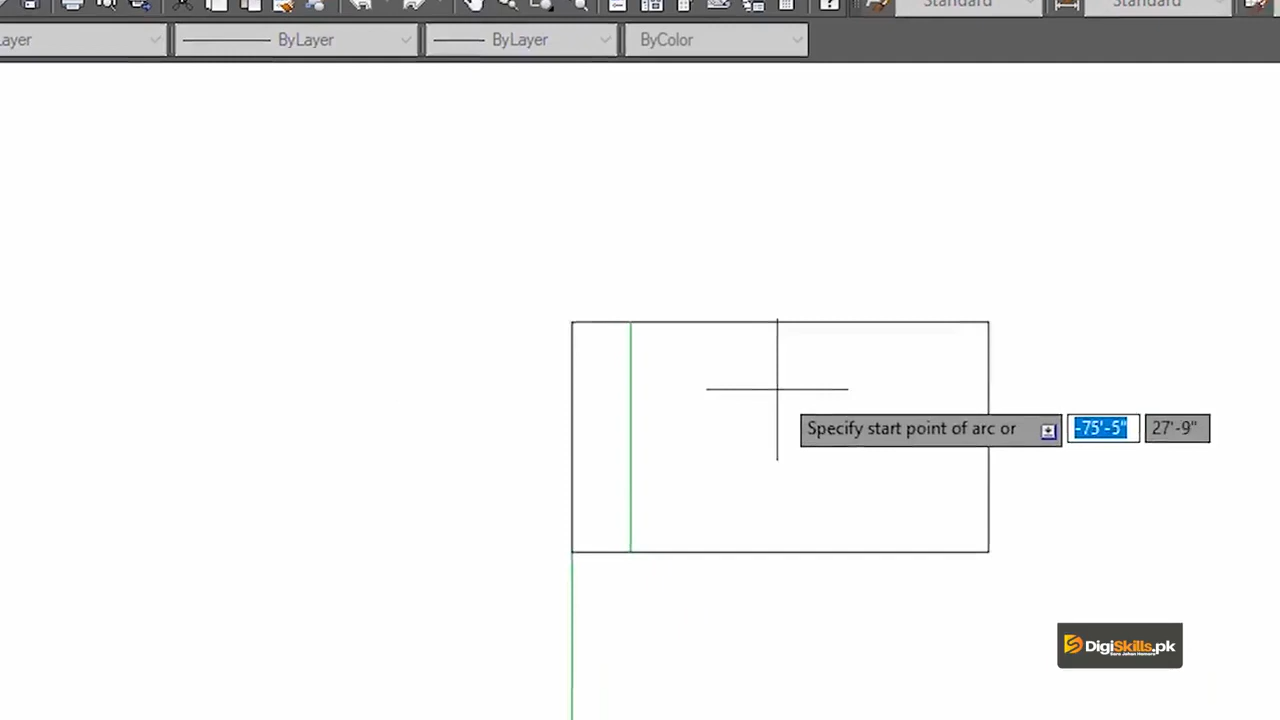 Standard Standard
ayer ByLayer ByLayer ByColor
Specify start point of arc or -75'-5" 27'-9"
DigiSkills.pk